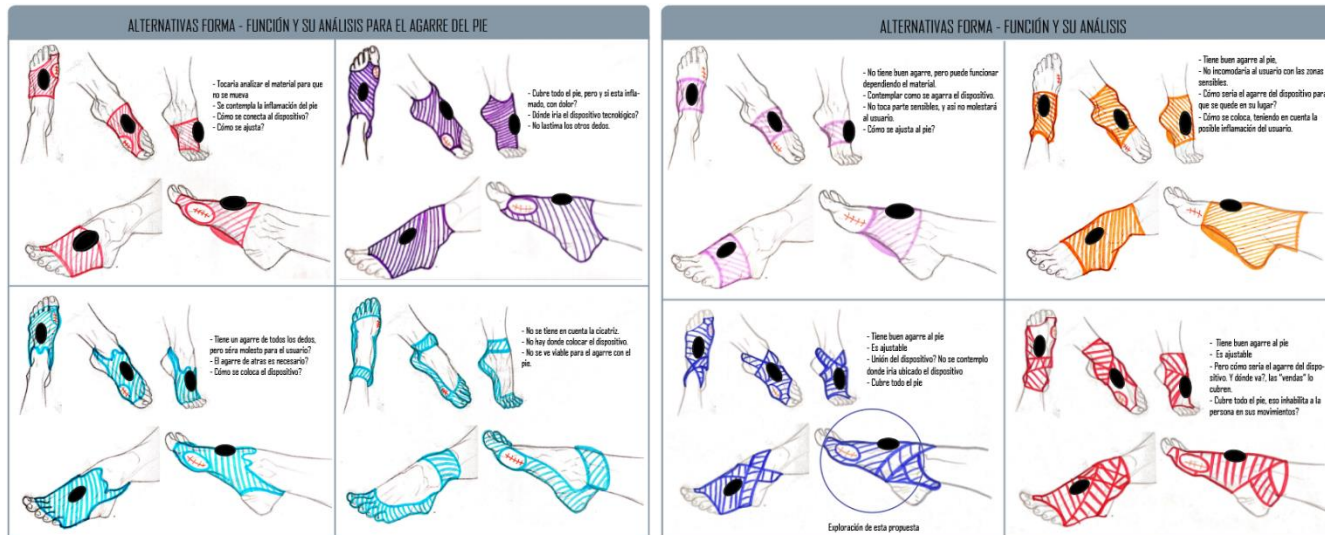 ALTERNATIVAS FORMA - FUNCIÓN Y SU ANÁLISIS PARA EL AGARRE DEL PIE
- Tocaria analizar el material para que
no se mueva
- Se contempla la inflamación del pie
- Cómo se conecta al dispositivo?
- Cómo se ajusta?
- Cubre todo el pie, pero y si esta infla-
mado, con dolor?
- Dónde iria el dispositivo tecnológico?
- No lastima los otros dedos.
- Tiene un agarre de todos los dedos,
pero séra molesto para el usuario?
- El agarre de atras es necesario?
- Cómo se coloca el dispositivo?
- No se tiene en cuenta la cicatriz.
- No hay donde colocar el dispositivo.
- No se ve viable para el agarre con el
pie.
ALTERNATIVAS FORMA - FUNCIÓN Y SU ANÁLISIS
- No tiene buen agarre, pero puede funcionar
dependiendo el material.
- Contemplar como se agarra el dispositivo.
- No toca parte sensibles, y asi no molestará
al usuario.
- Cómo se ajusta al pie?
- Tiene buen agarre al pie,
- No incomodaría al usuario con las zonas
sensibles.
- Cómo sería el agarre del dispositivo para
que se quede en su lugar?
- Cómo se coloca, teniendo en cuenta la
posible inflamación del usuario.
- Tiene buen agarre al pie
- Es ajustable
- Unión del dispositivo? No se contemplo
donde iria ubicado el dispositivo
- Cubre todo el pie
Exploración de esta propuesta
- Tiene buen agarre al pie
- Es ajustable
- Pero cómo sería el agarre del dispo-
sitivo. Y dónde va?, las "vendas" lo
cubren.
- Cubre todo el pie, eso inhabilita a la
persona en sus movimientos?